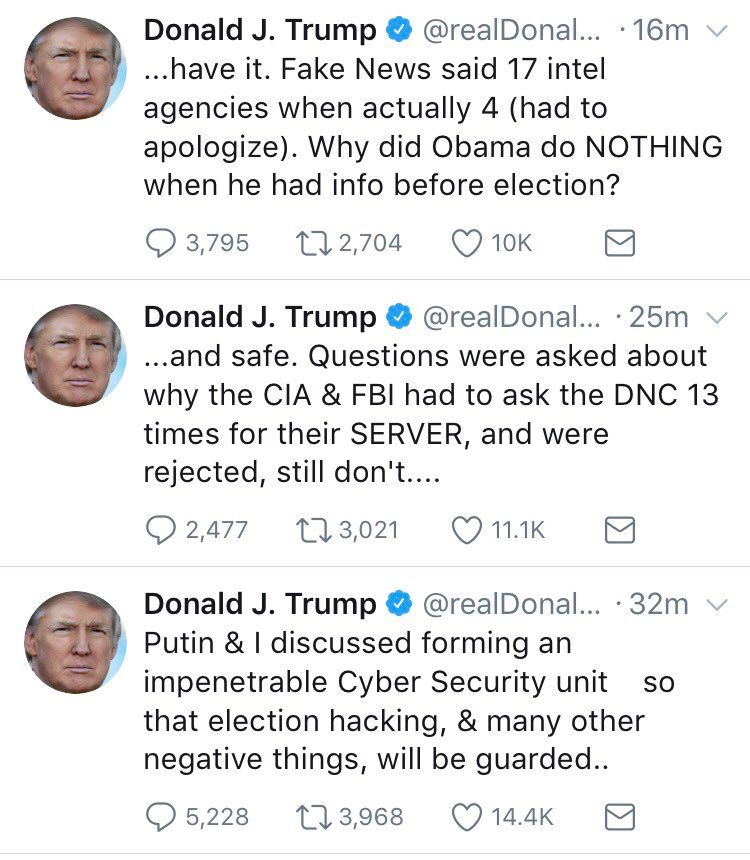 Donald J. Trump @realDonal... · 16m
...have it. Fake News said 17 intel
agencies when actually 4 (had to
apologize). Why did Obama do NOTHING
when he had info before election?
3,795 2,704 10K
Donald J. Trump @realDonal... · 25m
...and safe. Questions were asked about
why the CIA & FBI had to ask the DNC 13
times for their SERVER, and were
rejected, still don't....
2,477 3,021 11.1K
Donald J. Trump @realDonal... · 32m
Putin & I discussed forming an
impenetrable Cyber Security unit so
that election hacking, & many other
negative things, will be guarded..
5,228 3,968 14.4K